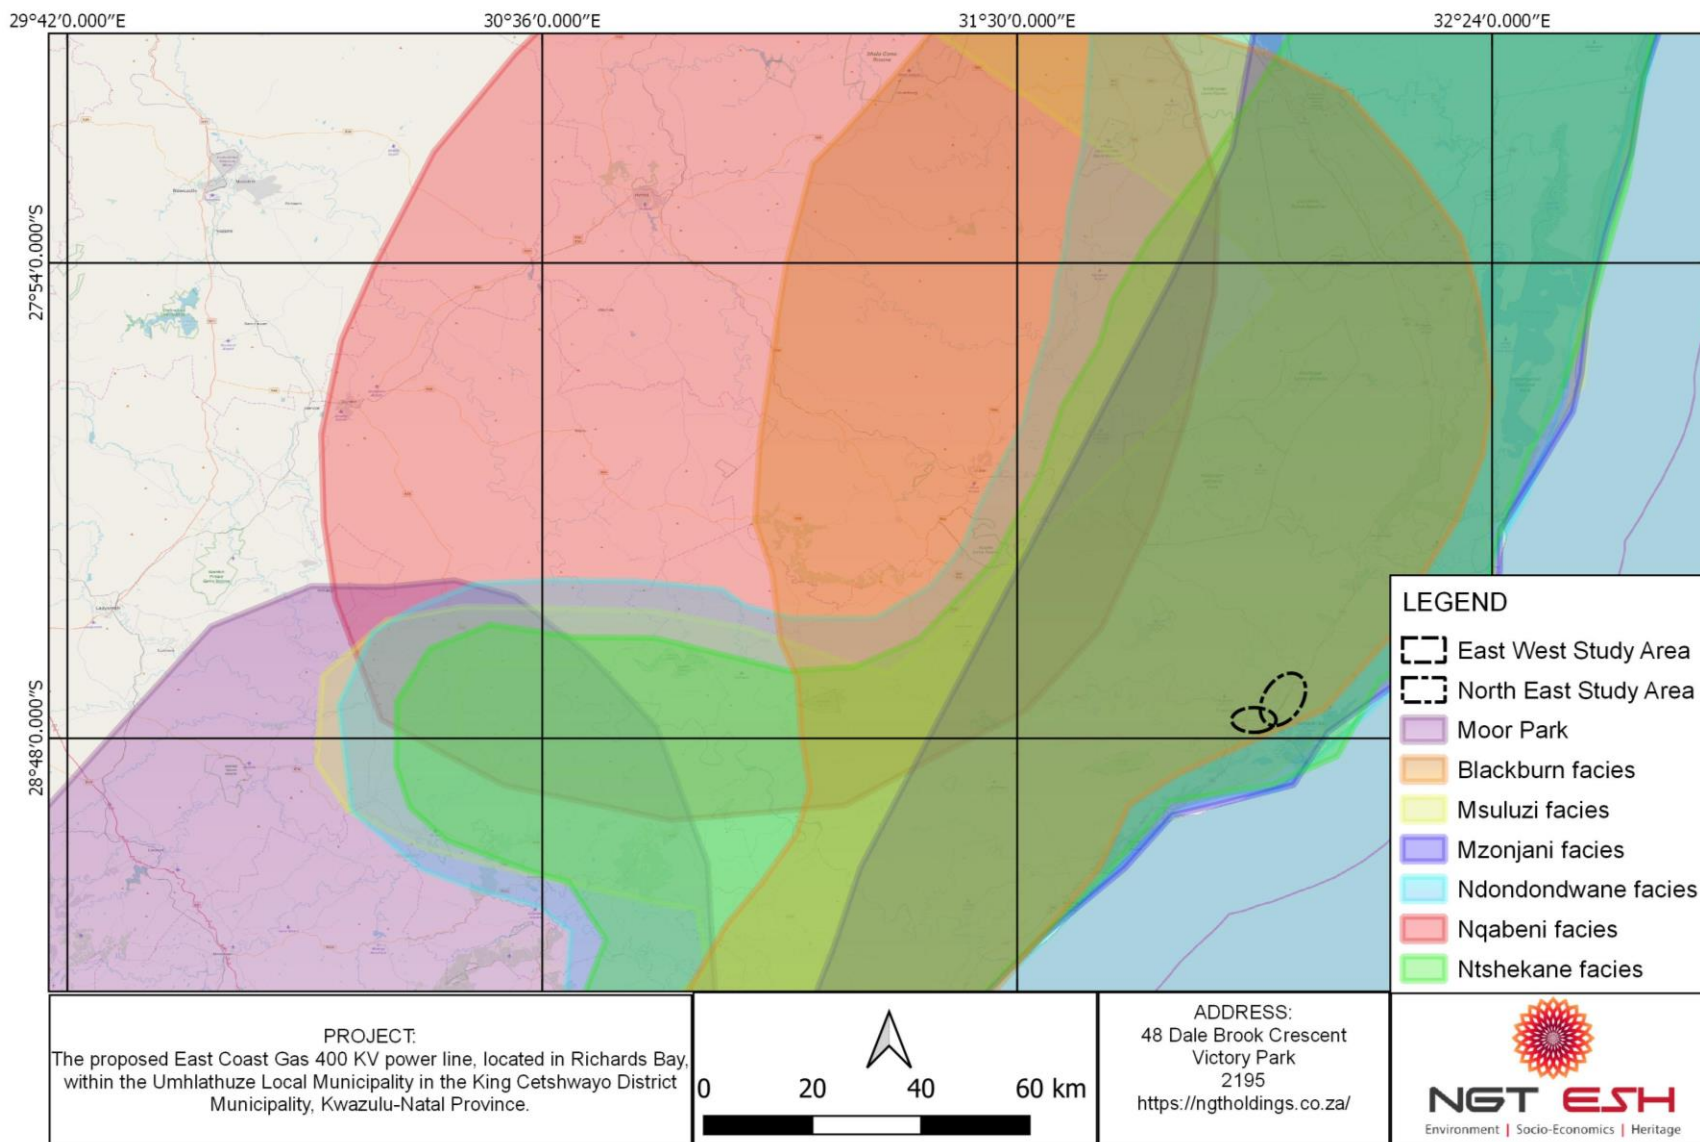 29°42′0.000″E
30°36′0.000″E
31°30′0.000″E
32°24′0.000″E
27°54′0.000″S
28°48′0.000″S
LEGEND
East West Study Area
North East Study Area
Moor Park
Blackburn facies
Msuluzi facies
Mzonjani facies
Ndondondwane facies
Nqabeni facies
Ntshekane facies
PROJECT:
The proposed East Coast Gas 400 KV power line, located in Richards Bay,
within the Umhlathuze Local Municipality in the King Cetshwayo District
Municipality, Kwazulu-Natal Province.
0 20 40 60 km
ADDRESS:
48 Dale Brook Crescent
Victory Park
2195
https://ngtholdings.co.za/
NGT ESH
Environment | Socio-Economics | Heritage